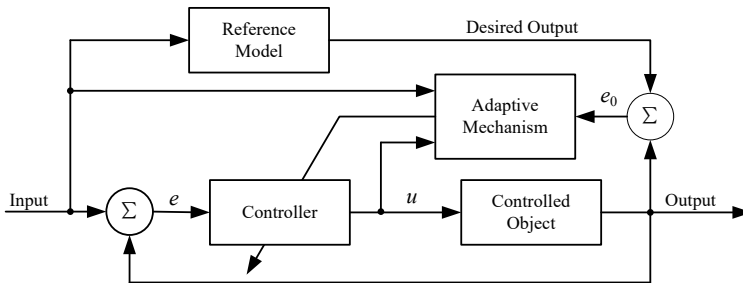 Reference
Model
Desired Output
Adaptive
Mechanism
e₀
Σ
Input
Σ
e
Controller
u
Controlled
Object
Output